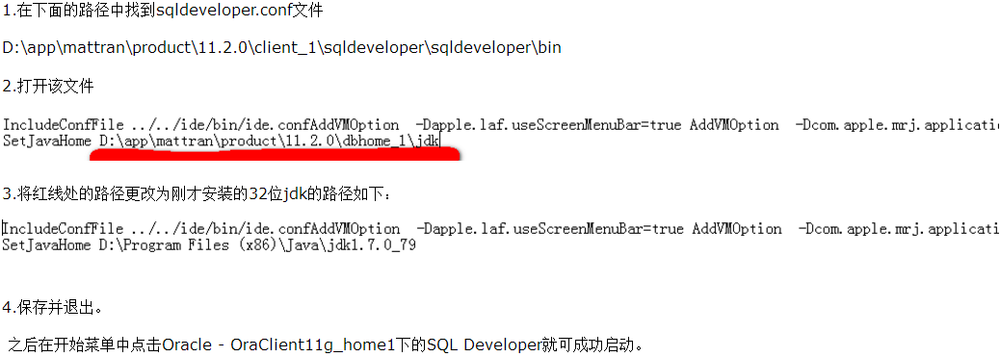 1.在下面的路径中找到sqldeveloper.conf文件
D:\app\mattran\product\11.2.0\client_1\sqldeveloper\sqldeveloper\bin
2.打开该文件
IncludeConfFile ../../ide/bin/ide.confAddVMOption -Dapple.laf.useScreenMenuBar=true AddVMOption -Dcom.apple.mrj.applicatio
SetJavaHome D:\app\mattran\product\11.2.0\dbhome_1\jdk
3.将红线处的路径更改为刚才安装的32位jdk的路径如下：
IncludeConfFile ../../ide/bin/ide.confAddVMOption -Dapple.laf.useScreenMenuBar=true AddVMOption -Dcom.apple.mrj.applicatio
SetJavaHome D:\Program Files (x86)\Java\jdk1.7.0_79
4.保存并退出。
之后在开始菜单中点击Oracle - OraClient11g_home1下的SQL Developer就可成功启动。